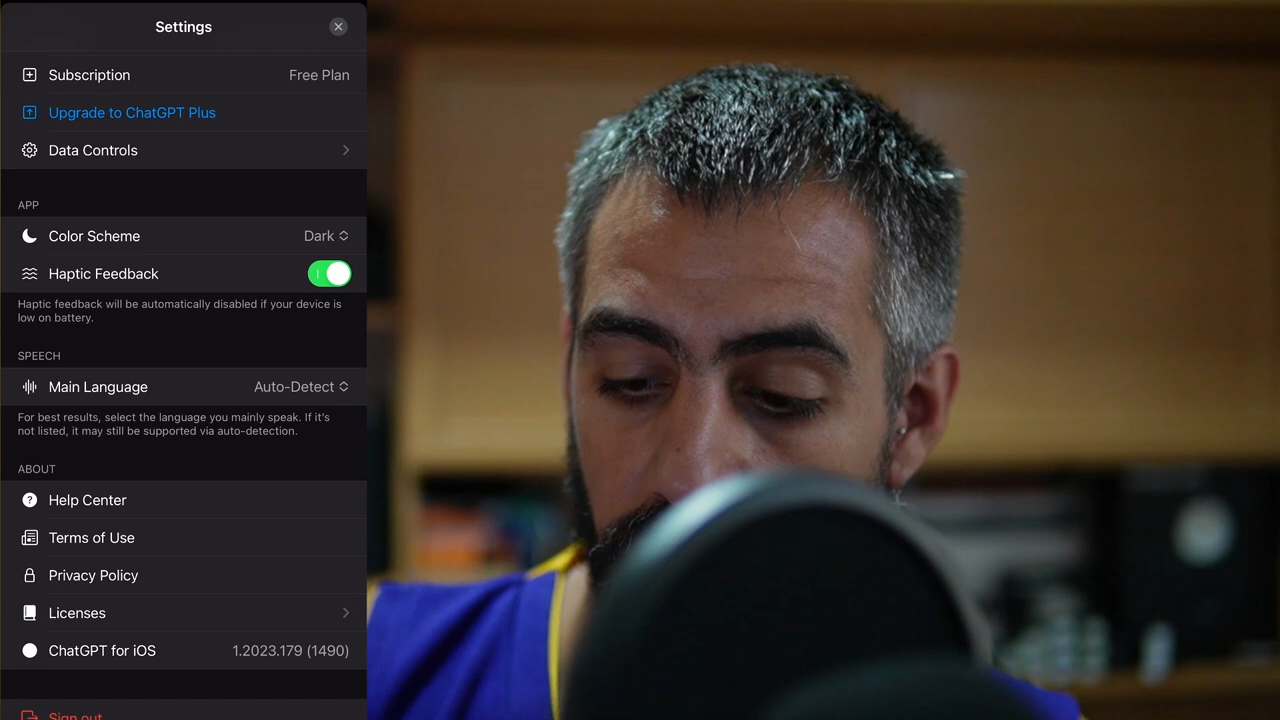 Settings
Subscription Free Plan
Upgrade to ChatGPT Plus
Data Controls
APP
Color Scheme Dark
Haptic Feedback
Haptic feedback will be automatically disabled if your device is
low on battery.
SPEECH
Main Language Auto-Detect
For best results, select the language you mainly speak. If it's
not listed, it may still be supported via auto-detection.
ABOUT
Help Center
Terms of Use
Privacy Policy
Licenses
ChatGPT for iOS 1.2023.179 (1490)
Sign out